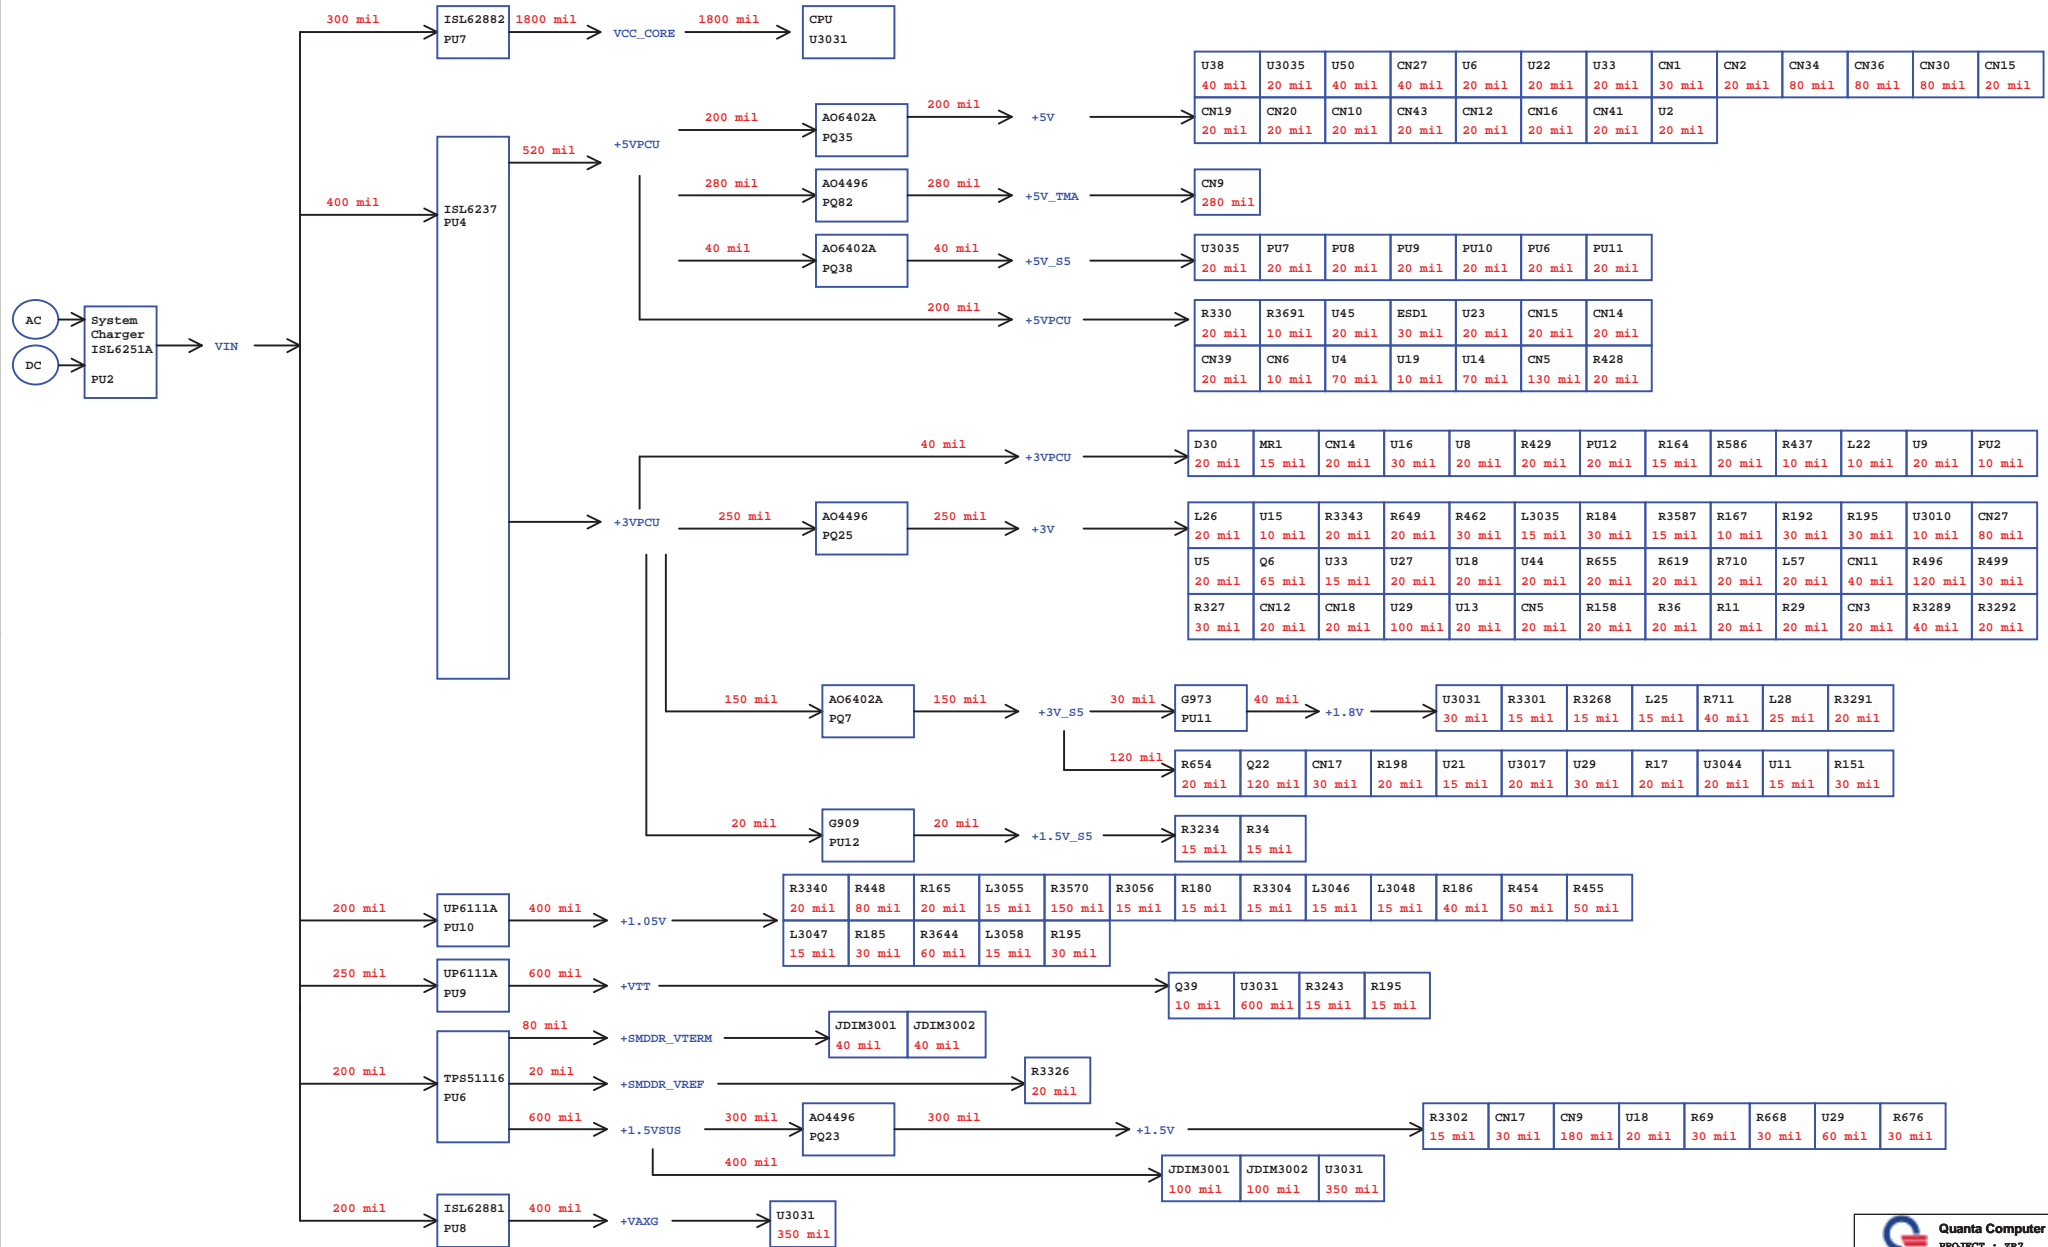 300 mil
ISL62882
PU7
1800 mil
VCC_CORE
1800 mil
CPU
U3031
U38 U3035 U50 CN27 U6 U22 U33 CN1 CN2 CN34 CN36 CN30 CN15
40 mil 20 mil 40 mil 40 mil 20 mil 20 mil 20 mil 30 mil 20 mil 80 mil 80 mil 80 mil 20 mil
CN19 CN20 CN10 CN43 CN12 CN16 CN41 U2
20 mil 20 mil 20 mil 20 mil 20 mil 20 mil 20 mil 20 mil
200 mil
AO6402A
PQ35
200 mil
+5V
520 mil
+5VPCU
280 mil
AO4496
PQ82
280 mil
+5V_TMA
CN9
280 mil
400 mil
ISL6237
PU4
40 mil
AO6402A
PQ38
40 mil
+5V_S5
U3035 PU7 PU8 PU9 PU10 PU6 PU11
20 mil 20 mil 20 mil 20 mil 20 mil 20 mil 20 mil
200 mil
+5VPCU
R330 R3691 U45 ESD1 U23 CN15 CN14
20 mil 10 mil 20 mil 30 mil 20 mil 20 mil 20 mil
CN39 CN6 U4 U19 U14 CN5 R428
20 mil 10 mil 70 mil 10 mil 70 mil 130 mil 20 mil
AC
DC
System
Charger
ISL6251A
PU2
VIN
40 mil
+3VPCU
D30 MR1 CN14 U16 U8 R429 PU12 R164 R586 R437 L22 U9 PU2
20 mil 15 mil 20 mil 30 mil 20 mil 20 mil 20 mil 15 mil 20 mil 10 mil 10 mil 20 mil 10 mil
+3VPCU
250 mil
AO4496
PQ25
250 mil
+3V
L26 U15 R3343 R649 R462 L3035 R184 R3587 R167 R192 R195 U3010 CN27
20 mil 10 mil 20 mil 20 mil 30 mil 15 mil 30 mil 15 mil 10 mil 30 mil 30 mil 10 mil 80 mil
U5 Q6 U33 U27 U18 U44 R655 R619 R710 L57 CN11 R496 R499
20 mil 65 mil 15 mil 20 mil 20 mil 20 mil 20 mil 20 mil 20 mil 20 mil 40 mil 120 mil 30 mil
R327 CN12 CN18 U29 U13 CN5 R158 R36 R11 R29 CN3 R3289 R3292
30 mil 20 mil 20 mil 100 mil 20 mil 20 mil 20 mil 20 mil 20 mil 20 mil 20 mil 40 mil 20 mil
150 mil
AO6402A
PQ7
150 mil
+3V_S5
30 mil
G973
PU11
40 mil
+1.8V
U3031 R3301 R3268 L25 R711 L28 R3291
30 mil 15 mil 15 mil 15 mil 40 mil 25 mil 20 mil
120 mil
R654 Q22 CN17 R198 U21 U3017 U29 R17 U3044 U11 R151
20 mil 120 mil 30 mil 20 mil 15 mil 20 mil 30 mil 20 mil 20 mil 15 mil 30 mil
20 mil
G909
PU12
20 mil
+1.5V_S5
R3234 R34
15 mil 15 mil
200 mil
UP6111A
PU10
400 mil
+1.05V
R3340 R448 R165 L3055 R3570 R3056 R180 R3304 L3046 L3048 R186 R454 R455
20 mil 80 mil 20 mil 15 mil 150 mil 15 mil 15 mil 15 mil 15 mil 15 mil 40 mil 50 mil 50 mil
L3047 R185 R3644 L3058 R195
15 mil 30 mil 60 mil 15 mil 30 mil
250 mil
UP6111A
PU9
600 mil
+VTT
Q39 U3031 R3243 R195
10 mil 600 mil 15 mil 15 mil
200 mil
TPS51116
PU6
80 mil
+SMDDR_VTERM
JDIM3001 JDIM3002
40 mil 40 mil
20 mil
+SMDDR_VREF
R3326
20 mil
600 mil
+1.5VSUS
300 mil
AO4496
PQ23
300 mil
+1.5V
R3302 CN17 CN9 U18 R69 R668 U29 R676
15 mil 30 mil 180 mil 20 mil 30 mil 30 mil 60 mil 30 mil
400 mil
JDIM3001 JDIM3002 U3031
100 mil 100 mil 350 mil
200 mil
ISL62881
PU8
400 mil
+VAXG
U3031
350 mil
Quanta Computer
PROJECT : ZR7